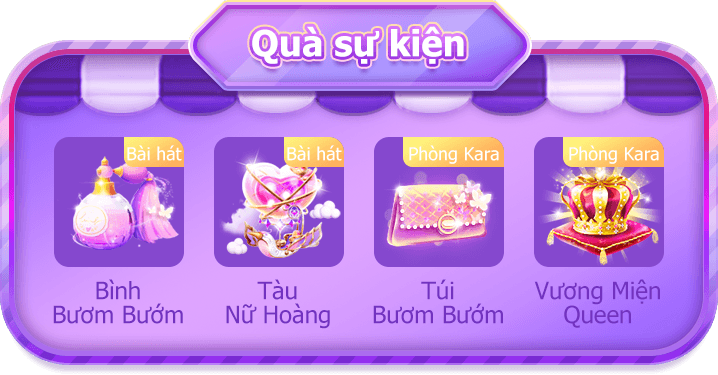 Quà sự kiện
Bài hát
Bài hát
Phòng Kara
Phòng Kara
Bình
Bươm Bướm
Tàu
Nữ Hoàng
Túi
Bươm Bướm
Vương Miện
Queen